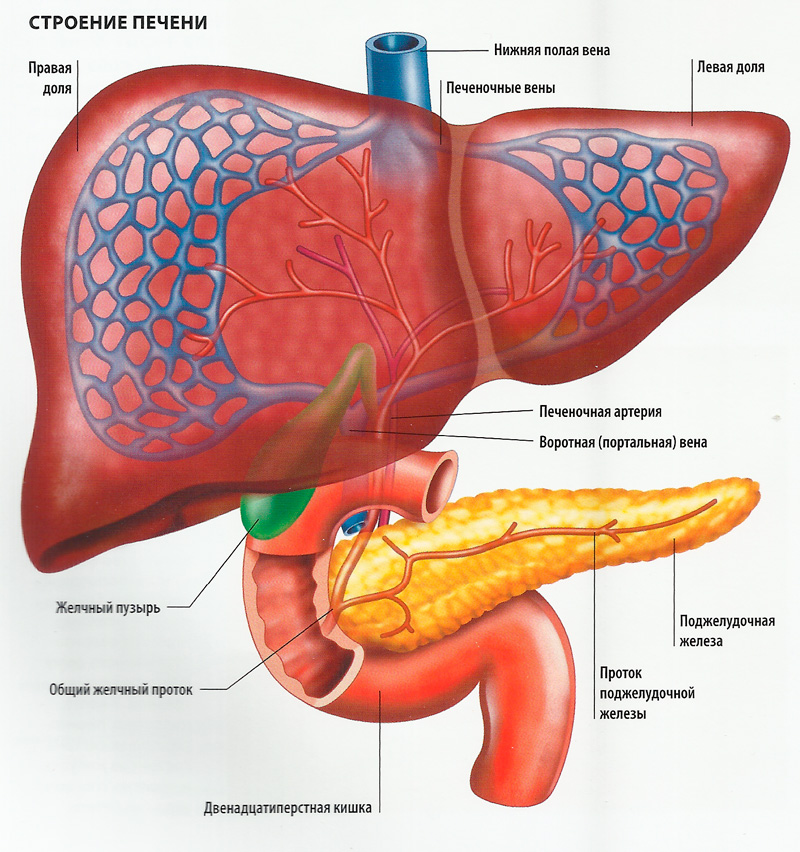 СТРОЕНИЕ ПЕЧЕНИ
Нижняя полая вена
Правая
доля
Левая доля
Печеночные вены
Печеночная артерия
Воротная (портальная) вена
Желчный пузырь
Поджелудочная
железа
Проток
поджелудочной
железы
Общий желчный проток
Двенадцатиперстная кишка